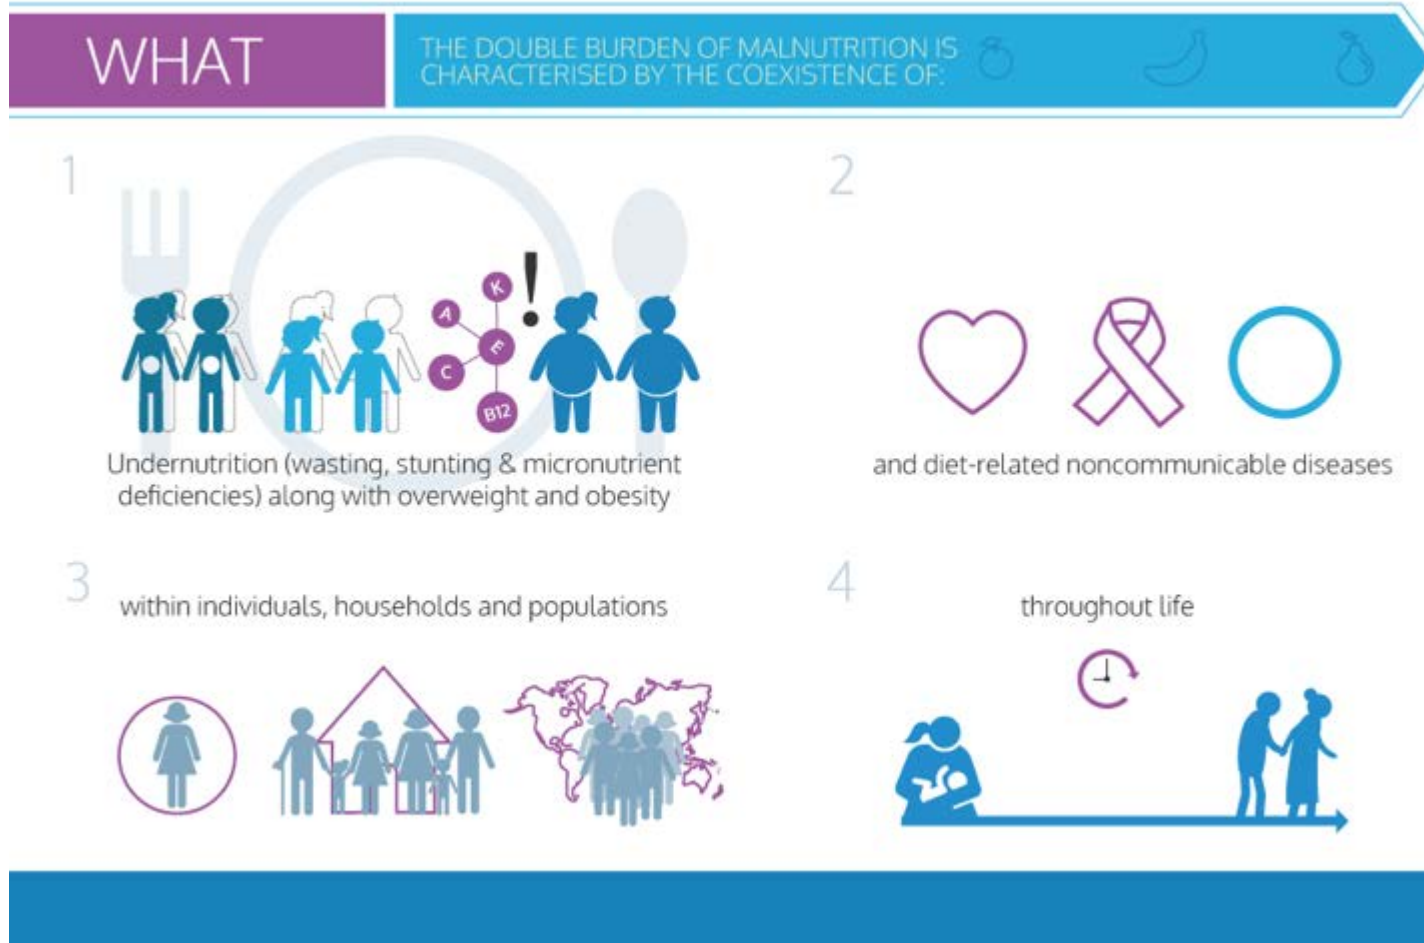 WHAT
THE DOUBLE BURDEN OF MALNUTRITION IS
CHARACTERISED BY THE COEXISTENCE OF:
1
K
A
!
E
C
B12
Undernutrition (wasting, stunting & micronutrient
deficiencies) along with overweight and obesity
2
and diet-related noncommunicable diseases
3
within individuals, households and populations
4
throughout life